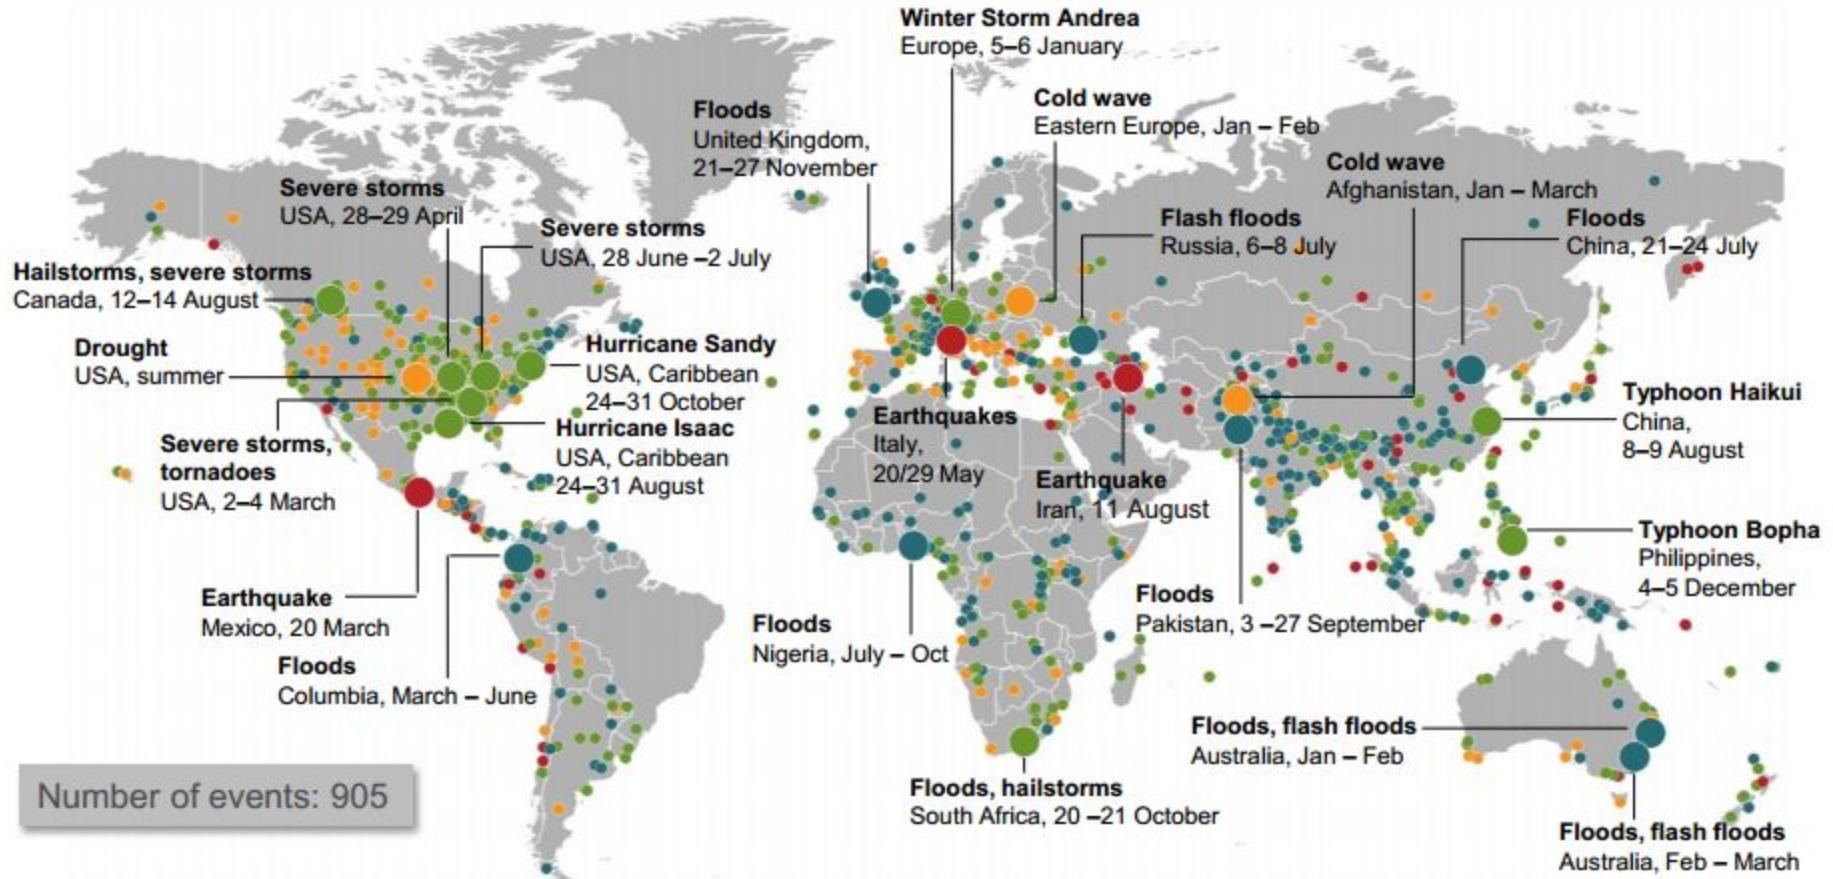 Winter Storm Andrea
Europe, 5–6 January
Cold wave
Eastern Europe, Jan – Feb
Floods
United Kingdom,
21–27 November
Cold wave
Afghanistan, Jan – March
Severe storms
USA, 28–29 April
Severe storms
USA, 28 June –2 July
Flash floods
Russia, 6–8 July
Floods
China, 21–24 July
Hailstorms, severe storms
Canada, 12–14 August
Drought
USA, summer
Hurricane Sandy
USA, Caribbean
24–31 October
Hurricane Isaac
USA, Caribbean
24–31 August
Severe storms,
tornadoes
USA, 2–4 March
Earthquakes
Italy,
20/29 May
Earthquake
Iran, 11 August
Typhoon Haikui
China,
8–9 August
Typhoon Bopha
Philippines,
4–5 December
Earthquake
Mexico, 20 March
Floods
Columbia, March – June
Floods
Nigeria, July – Oct
Floods
Pakistan, 3 –27 September
Floods, flash floods
Australia, Jan – Feb
Floods, hailstorms
South Africa, 20 –21 October
Floods, flash floods
Australia, Feb – March
Number of events: 905